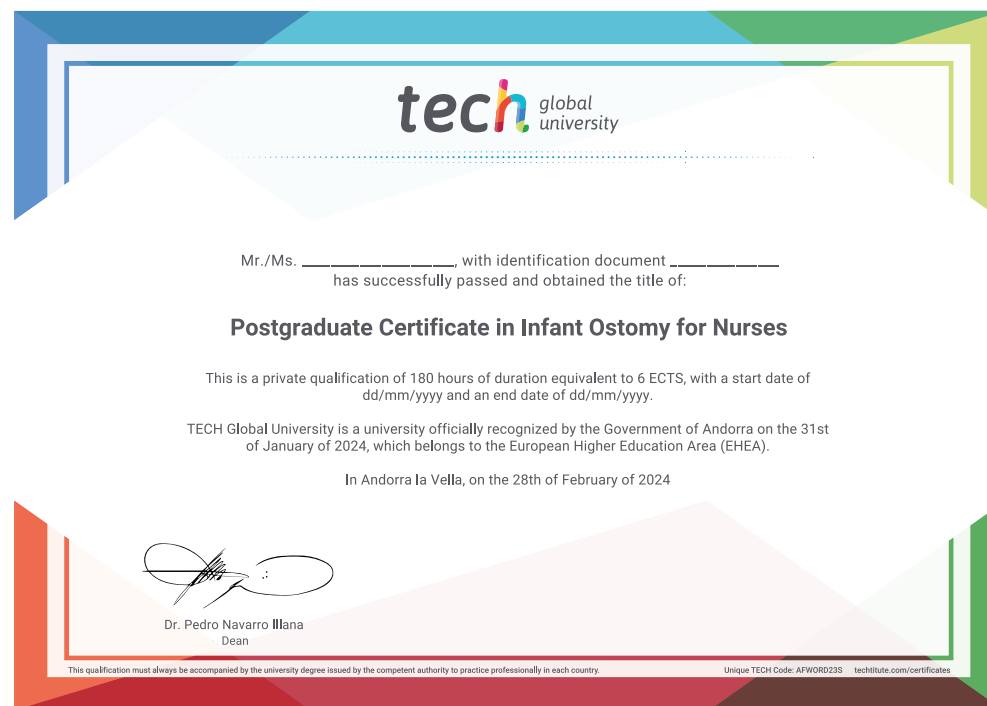 tech global university
Mr./Ms. ____________________, with identification document ______________
has successfully passed and obtained the title of:
Postgraduate Certificate in Infant Ostomy for Nurses
This is a private qualification of 180 hours of duration equivalent to 6 ECTS, with a start date of
dd/mm/yyyy and an end date of dd/mm/yyyy.
TECH Global University is a university officially recognized by the Government of Andorra on the 31st
of January of 2024, which belongs to the European Higher Education Area (EHEA).
In Andorra la Vella, on the 28th of February of 2024
Dr. Pedro Navarro Illana
Dean
This qualification must always be accompanied by the university degree issued by the competent authority to practice professionally in each country.
Unique TECH Code: AFWORD23S techtitute.com/certificates